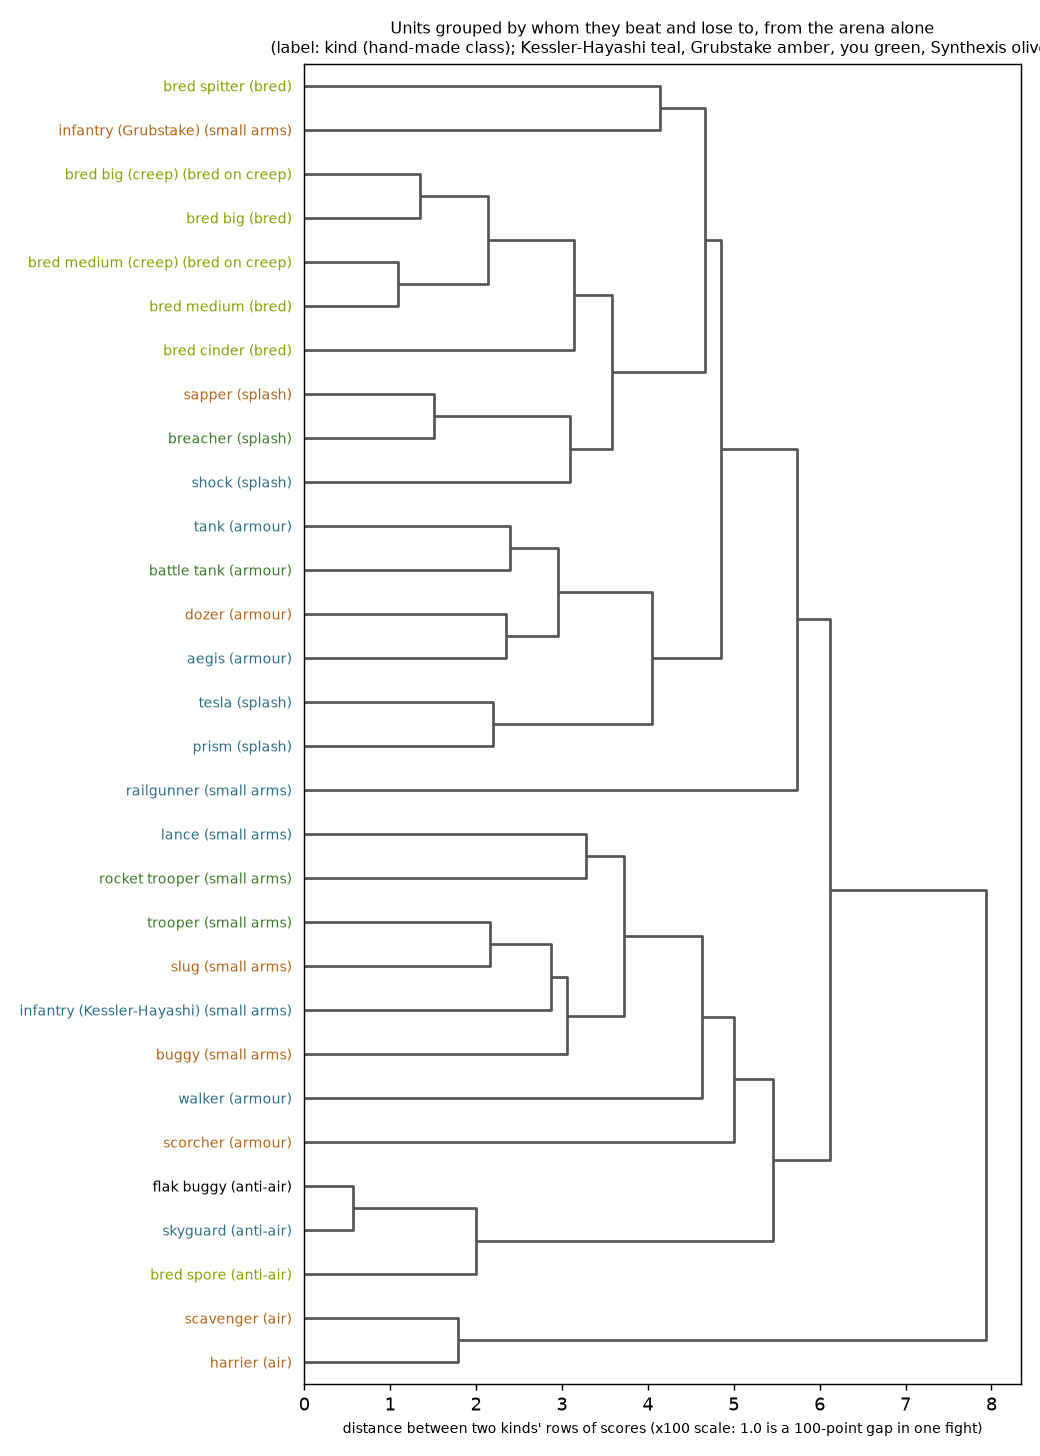 Units grouped by whom they beat and lose to, from the arena alone
(label: kind (hand-made class); Kessler-Hayashi teal, Grubstake amber, you green, Synthexis oliv
bred spitter (bred)
infantry (Grubstake) (small arms)
bred big (creep) (bred on creep)
bred big (bred)
bred medium (creep) (bred on creep)
bred medium (bred)
bred cinder (bred)
sapper (splash)
breacher (splash)
shock (splash)
tank (armour)
battle tank (armour)
dozer (armour)
aegis (armour)
tesla (splash)
prism (splash)
railgunner (small arms)
lance (small arms)
rocket trooper (small arms)
trooper (small arms)
slug (small arms)
infantry (Kessler-Hayashi) (small arms)
buggy (small arms)
walker (armour)
scorcher (armour)
flak buggy (anti-air)
skyguard (anti-air)
bred spore (anti-air)
scavenger (air)
harrier (air)
0 1 2 3 4 5 6 7 8
distance between two kinds' rows of scores (x100 scale: 1.0 is a 100-point gap in one fight)